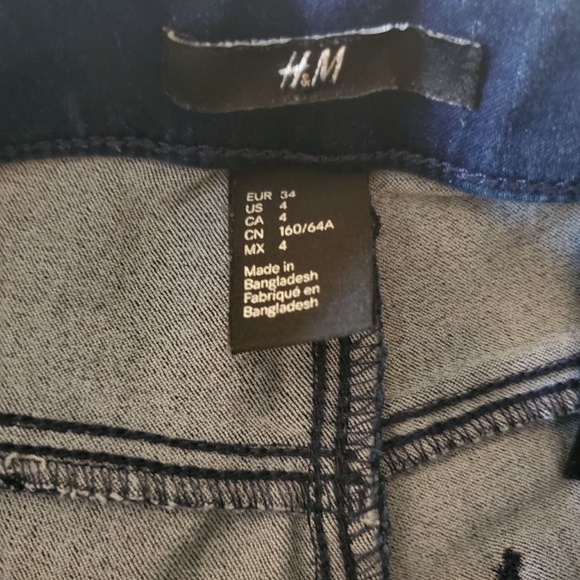 H&M
EUR 34
US 4
CA 4
CN 160/64A
MX 4
Made in
Bangladesh
Fabriqué en
Bangladesh